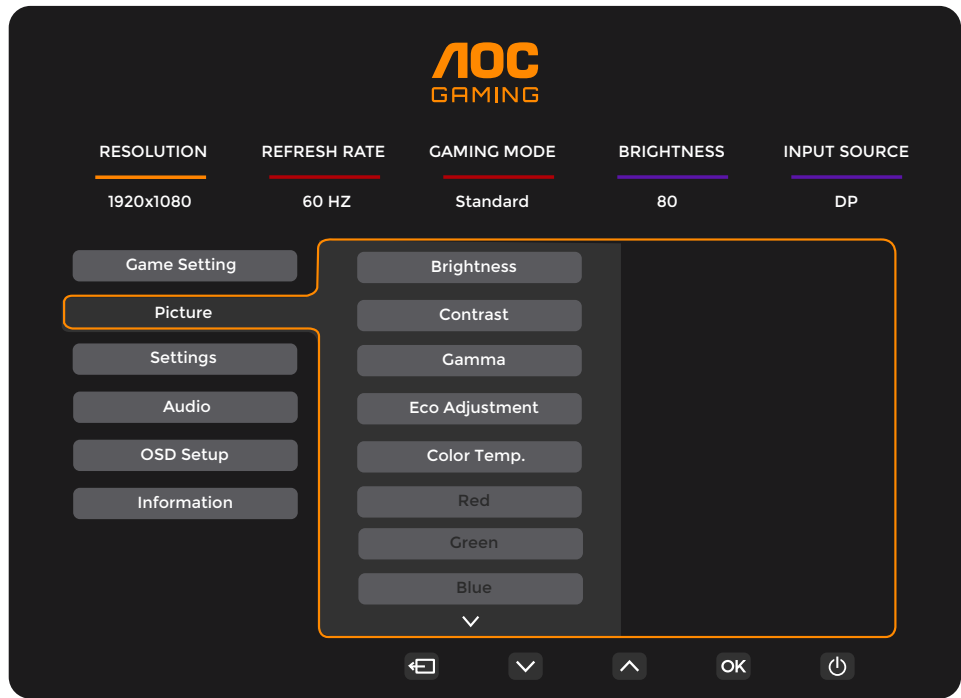 AOC
GAMING
RESOLUTION REFRESH RATE GAMING MODE BRIGHTNESS INPUT SOURCE
1920x1080 60 HZ Standard 80 DP
Game Setting
Picture
Settings
Audio
OSD Setup
Information
Brightness
Contrast
Gamma
Eco Adjustment
Color Temp.
Red
Green
Blue
OK